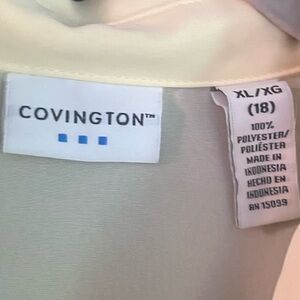 COVINGTON™
XL/XG
(18)
100%
POLYESTER/
POLIÉSTER
MADE IN
INDONESIA
HECHO EN
INDONESIA
RN 15099